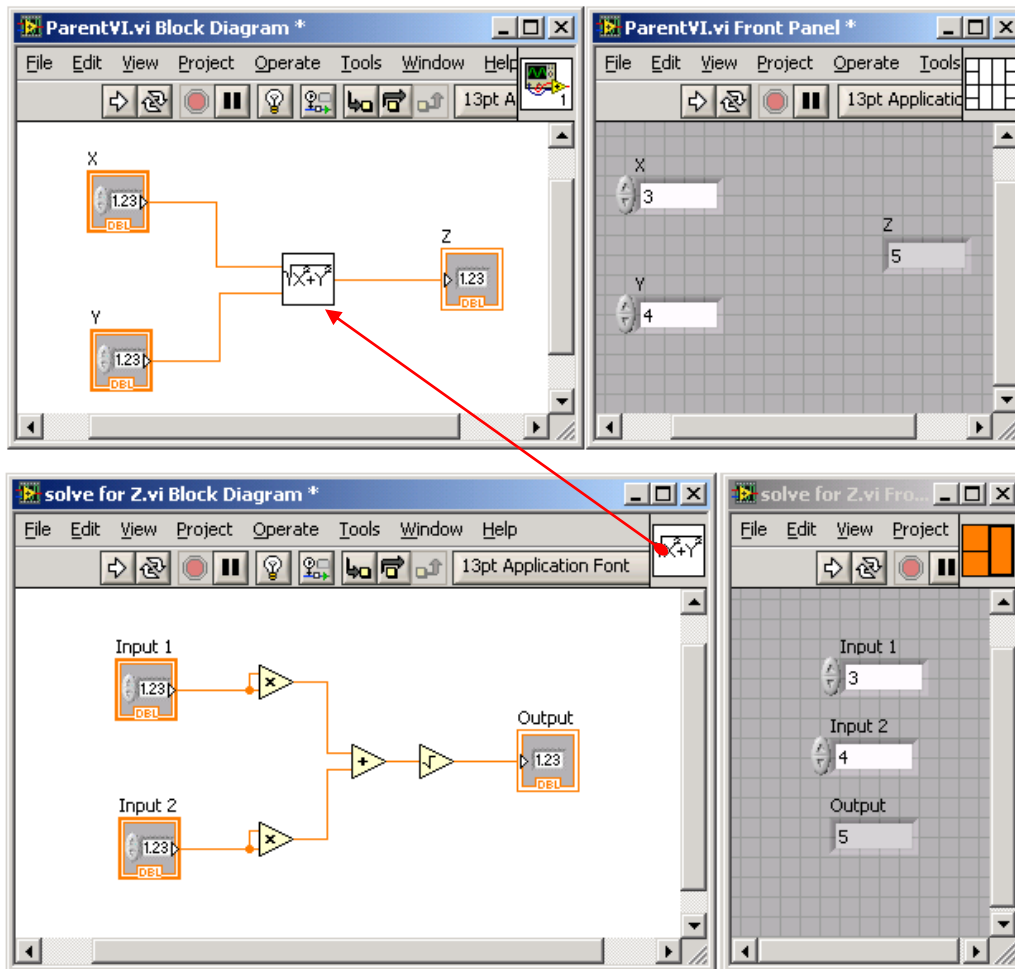 ParentVI.vi Block Diagram *
File Edit View Project Operate Tools Window Help
13pt A
1
X
1.23
DBL
Y
1.23
DBL
√X²+Y²
Z
1.23
DBL
ParentVI.vi Front Panel *
File Edit View Project Operate Tools
13pt Applicatio
X
3
Y
4
Z
5
solve for Z.vi Block Diagram *
File Edit View Project Operate Tools Window Help
13pt Application Font
√X²+Y²
Input 1
1.23
DBL
×
Input 2
1.23
DBL
×
+
√
Output
1.23
DBL
solve for Z.vi Fro...
File Edit View Project
Input 1
3
Input 2
4
Output
5